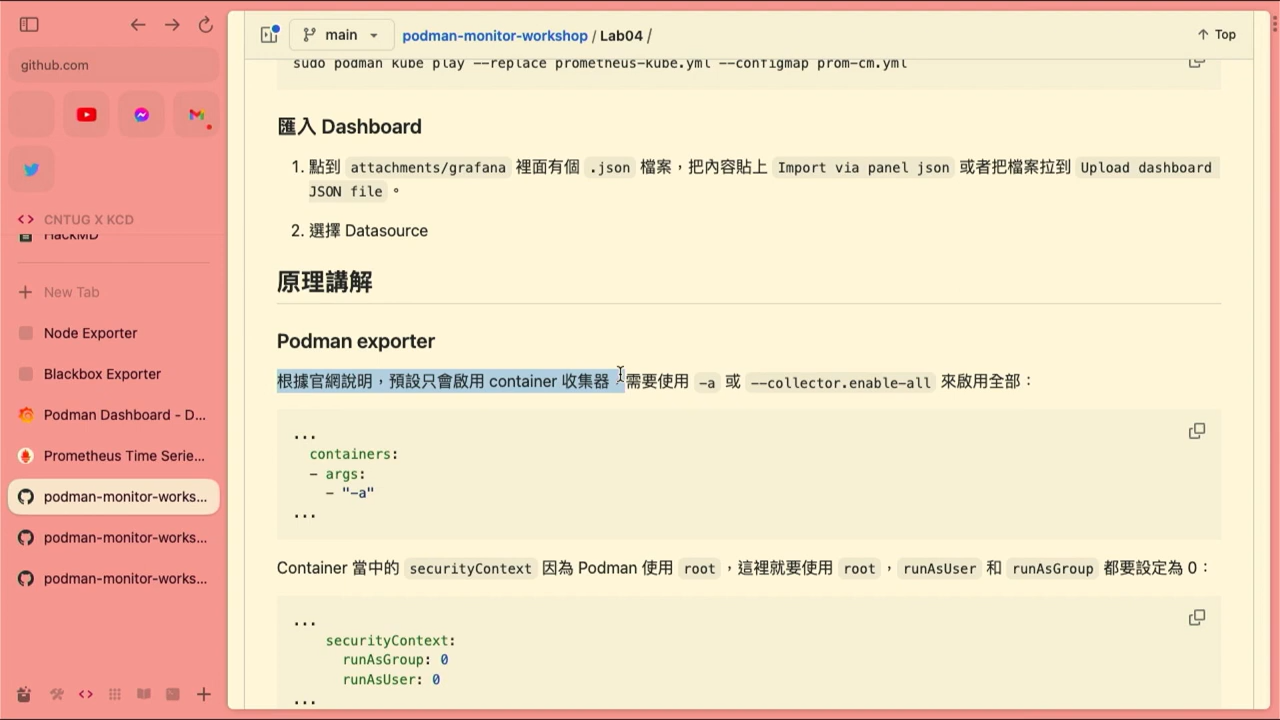 github.com
CNTUG X KCD
HackMD
New Tab
Node Exporter
Blackbox Exporter
Podman Dashboard - D...
Prometheus Time Serie...
podman-monitor-works...
podman-monitor-works...
podman-monitor-works...
main
podman-monitor-workshop / Lab04 /
Top
sudo podman kube play --replace prometheus-kube.yml --configmap prom-cm.yml
匯入 Dashboard
1. 點到 attachments/grafana 裡面有個 .json 檔案，把內容貼上 Import via panel json 或者把檔案拉到 Upload dashboard
JSON file 。
2. 選擇 Datasource
原理講解
Podman exporter
根據官網說明，預設只會啟用 container 收集器，需要使用 -a 或 --collector.enable-all 來啟用全部：
...
containers:
- args:
- "-a"
...
Container 當中的 securityContext 因為 Podman 使用 root ，這裡就要使用 root ， runAsUser 和 runAsGroup 都要設定為 0：
...
securityContext:
runAsGroup: 0
runAsUser: 0
...